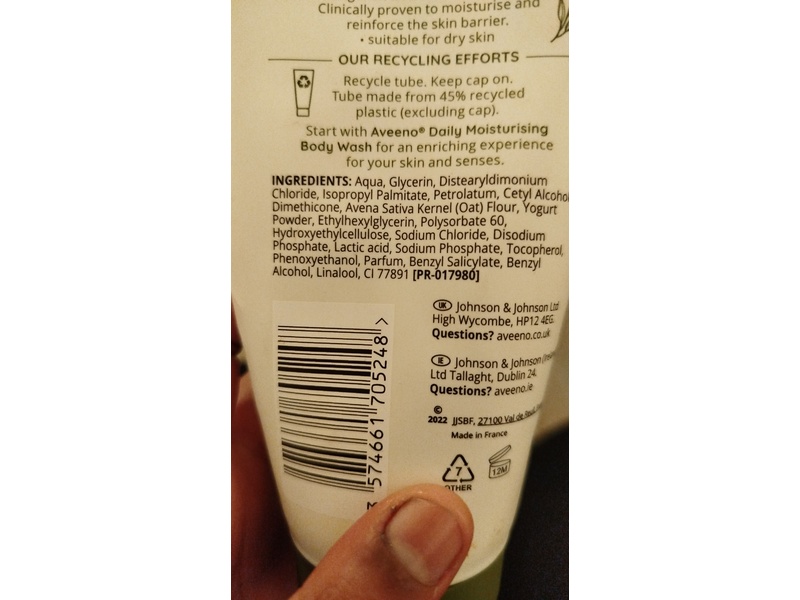 Clinically proven to moisturise and
reinforce the skin barrier.
• suitable for dry skin
OUR RECYCLING EFFORTS
Recycle tube. Keep cap on.
Tube made from 45% recycled
plastic (excluding cap).
Start with Aveeno® Daily Moisturising
Body Wash for an enriching experience
for your skin and senses.
INGREDIENTS: Aqua, Glycerin, Distearyldimonium
Chloride, Isopropyl Palmitate, Petrolatum, Cetyl Alcohol,
Dimethicone, Avena Sativa Kernel (Oat) Flour, Yogurt
Powder, Ethylhexylglycerin, Polysorbate 60,
Hydroxyethylcellulose, Sodium Chloride, Disodium
Phosphate, Lactic acid, Sodium Phosphate, Tocopherol,
Phenoxyethanol, Parfum, Benzyl Salicylate, Benzyl
Alcohol, Linalool, CI 77891 [PR-017980]
UK Johnson & Johnson Ltd
High Wycombe, HP12 4EG.
Questions? aveeno.co.uk
IE Johnson & Johnson
Ltd Tallaght, Dublin 24.
Questions? aveeno.ie
©
2022 JJSBF, 27100 Val de
Made in France
7
OTHER
12M
574661 705248 >